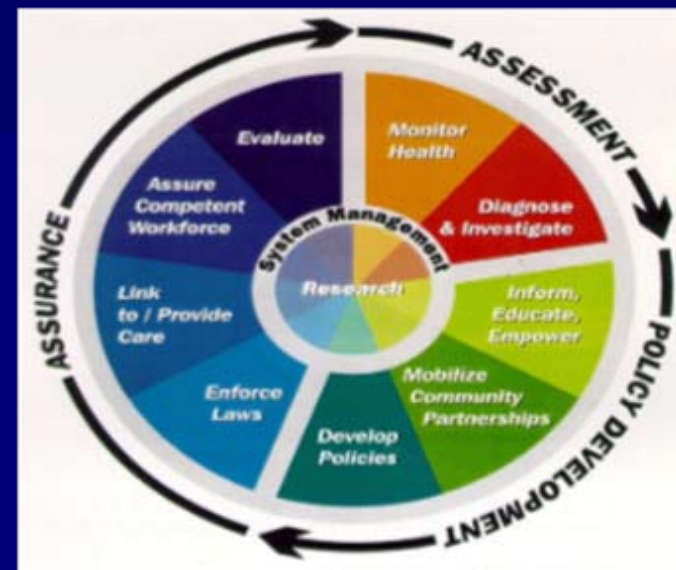 ASSESSMENT
Monitor
Health
Diagnose
& Investigate
Inform,
Educate,
Empower
POLICY DEVELOPMENT
Mobilize
Community
Partnerships
Develop
Policies
ASSURANCE
Enforce
Laws
Link
to / Provide
Care
Assure
Competent
Workforce
Evaluate
System Management
Research